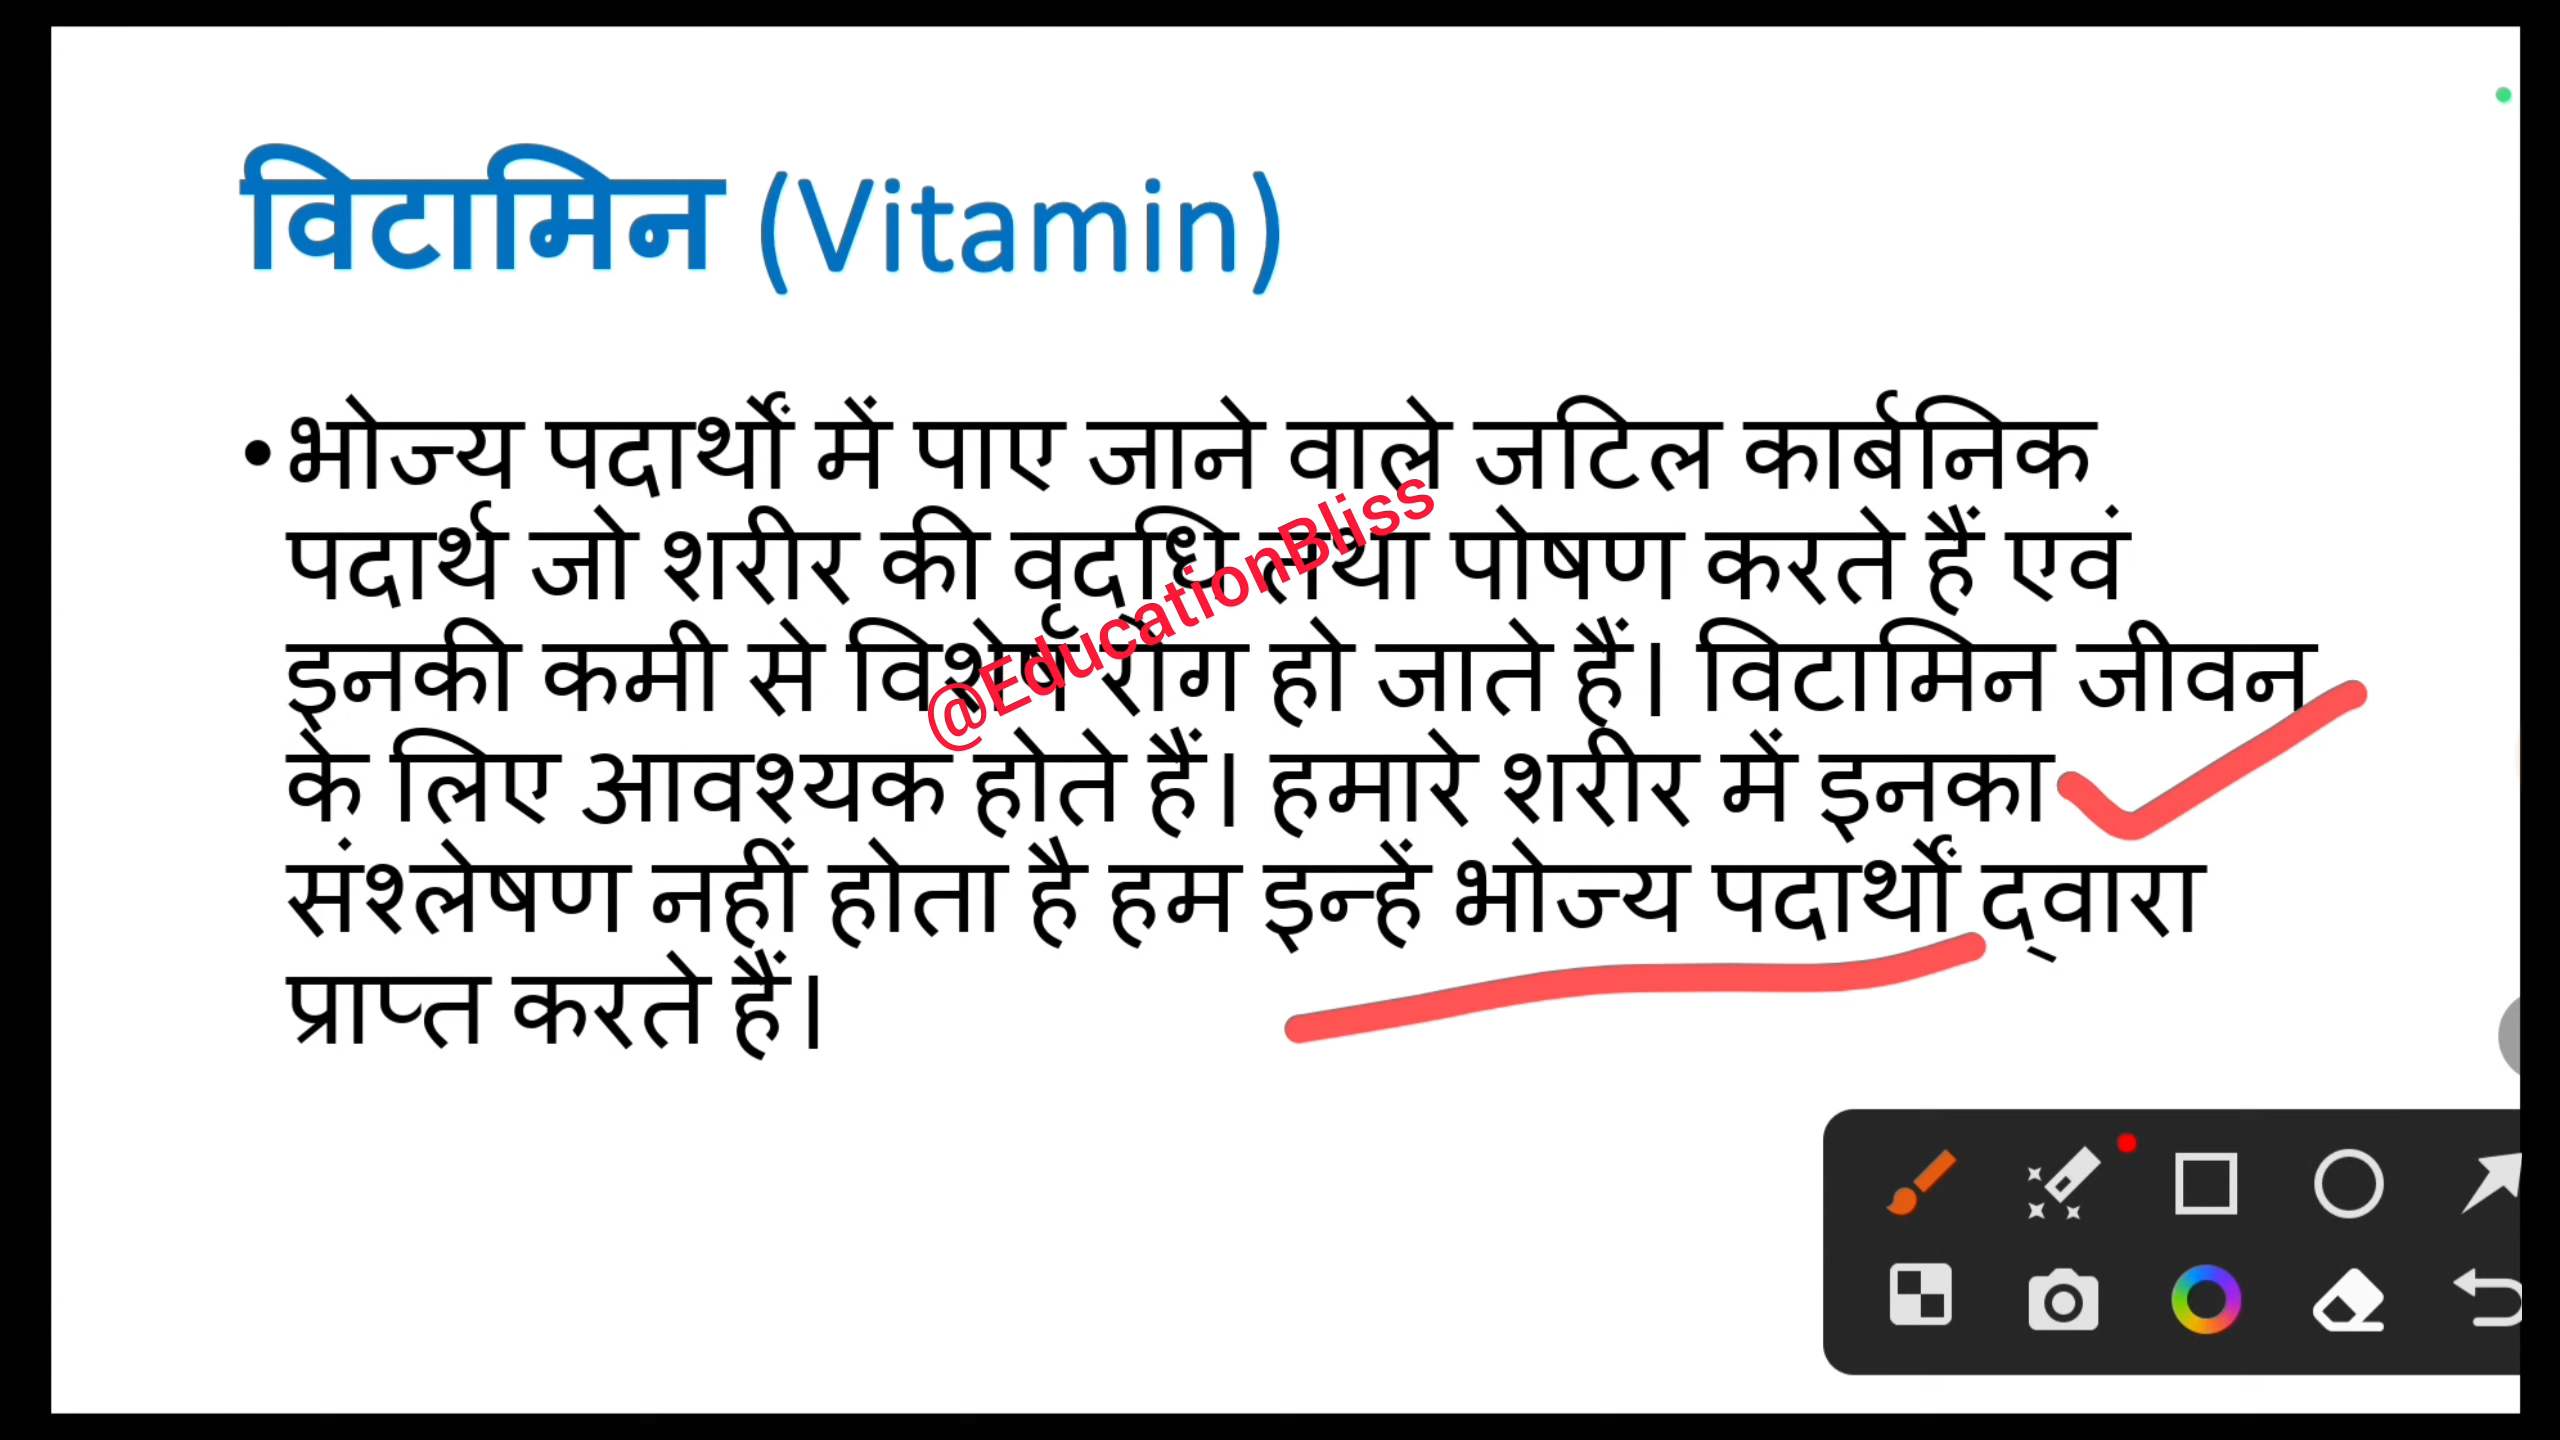 विटामिन (Vitamin)
•भोज्य पदार्थों में पाए जाने वाले जटिल कार्बनिक
पदार्थ जो शरीर की वृद्धि तथा पोषण करते हैं एवं
इनकी कमी से विशेष रोग हो जाते हैं। विटामिन जीवन
के लिए आवश्यक होते हैं। हमारे शरीर में इनका
संश्लेषण नहीं होता है हम इन्हें भोज्य पदार्थों द्वारा
प्राप्त करते हैं।
@EducationBliss